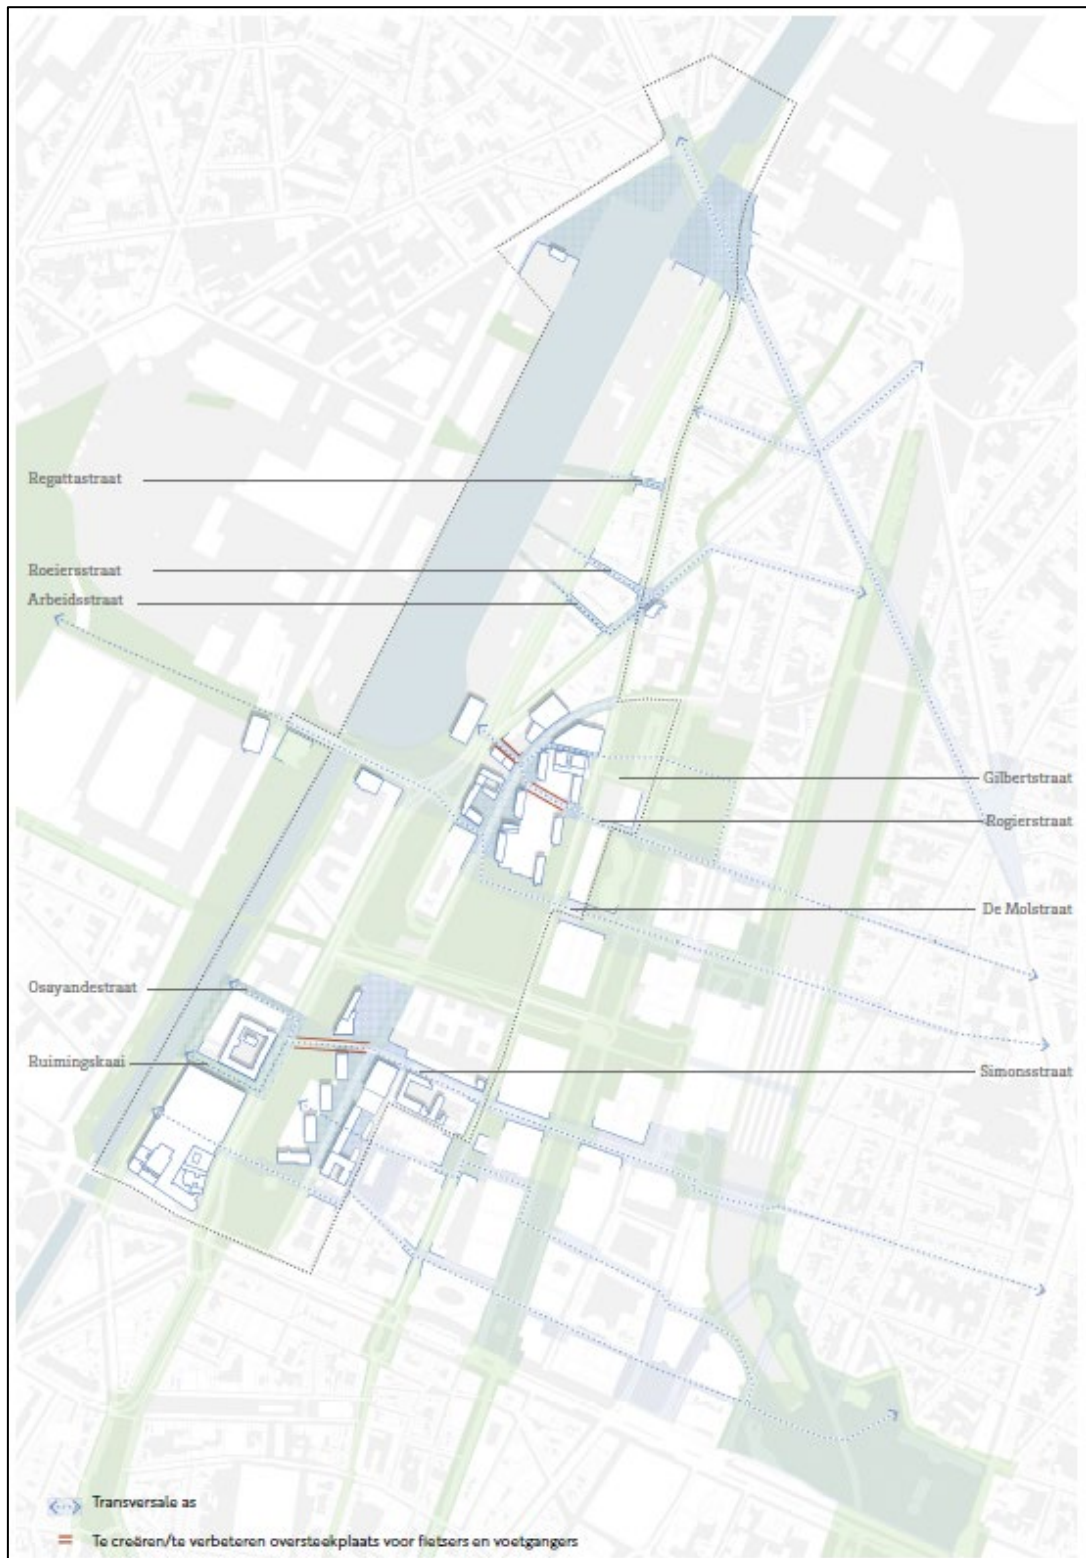 Regattastraat
Roeiersstraat
Arbeidsstraat
Gilbertstraat
Rogierstraat
De Molstraat
Osayandestraat
Ruimingskaai
Simonsstraat
Transversale as
Te creëren/te verbeteren oversteekplaats voor fietsers en voetgangers